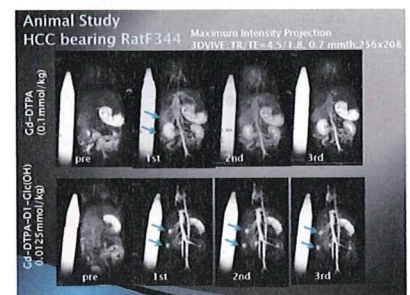 Animal Study
HCC bearing RatF344
Maximum Intensity Projection
3DVIVE: TR/TE=4.5/1.8, 0.7 mmth, 256x208
Gd-DTPA
(0.1mmol/kg)
pre
1st
2nd
3rd
Gd-DTPA-D1-Glc(OH)
0.0125mmol/kg)
pre
1st
2nd
3rd